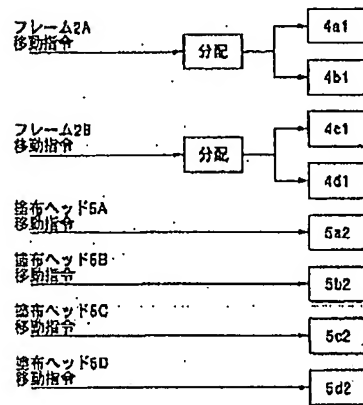 フレーム2A
移動指令
分配
4a1
4b1
フレーム2B
移動指令
分配
4c1
4d1
塗布ヘッド5A
移動指令
5a2
塗布ヘッド5B
移動指令
5b2
塗布ヘッド5C
移動指令
5c2
塗布ヘッド5D
移動指令
5d2